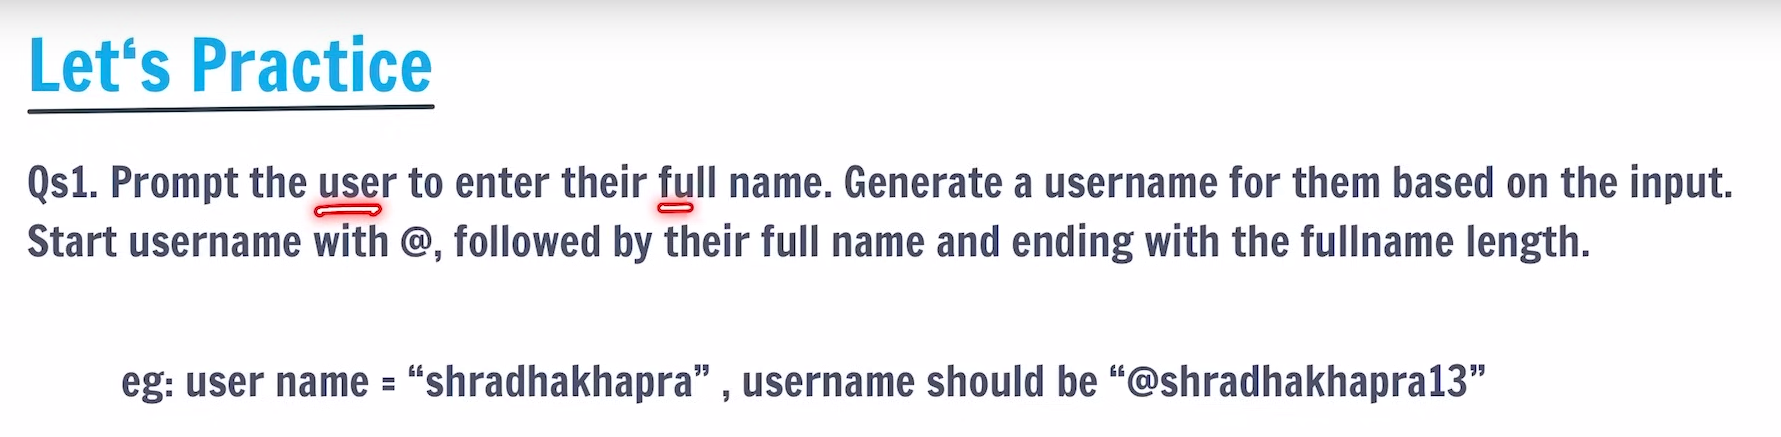 Let‘s Practice
Qs1. Prompt the user to enter their full name. Generate a username for them based on the input.
Start username with @, followed by their full name and ending with the fullname length.
eg: user name = “shradhakhapra” , username should be “@shradhakhapra13”